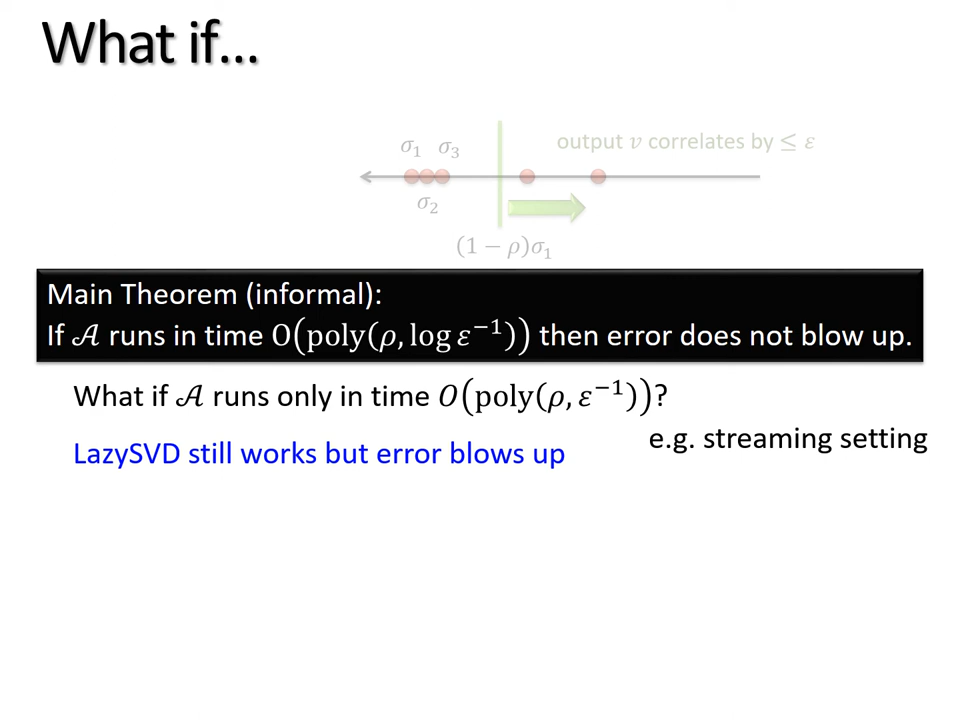 What if...
σ₁ σ₃ output v correlates by ≤ ε
σ₂
(1 − ρ)σ₁
Main Theorem (informal):
If 𝒜 runs in time O(poly(ρ, log ε⁻¹)) then error does not blow up.
What if 𝒜 runs only in time O(poly(ρ, ε⁻¹))?
e.g. streaming setting
LazySVD still works but error blows up